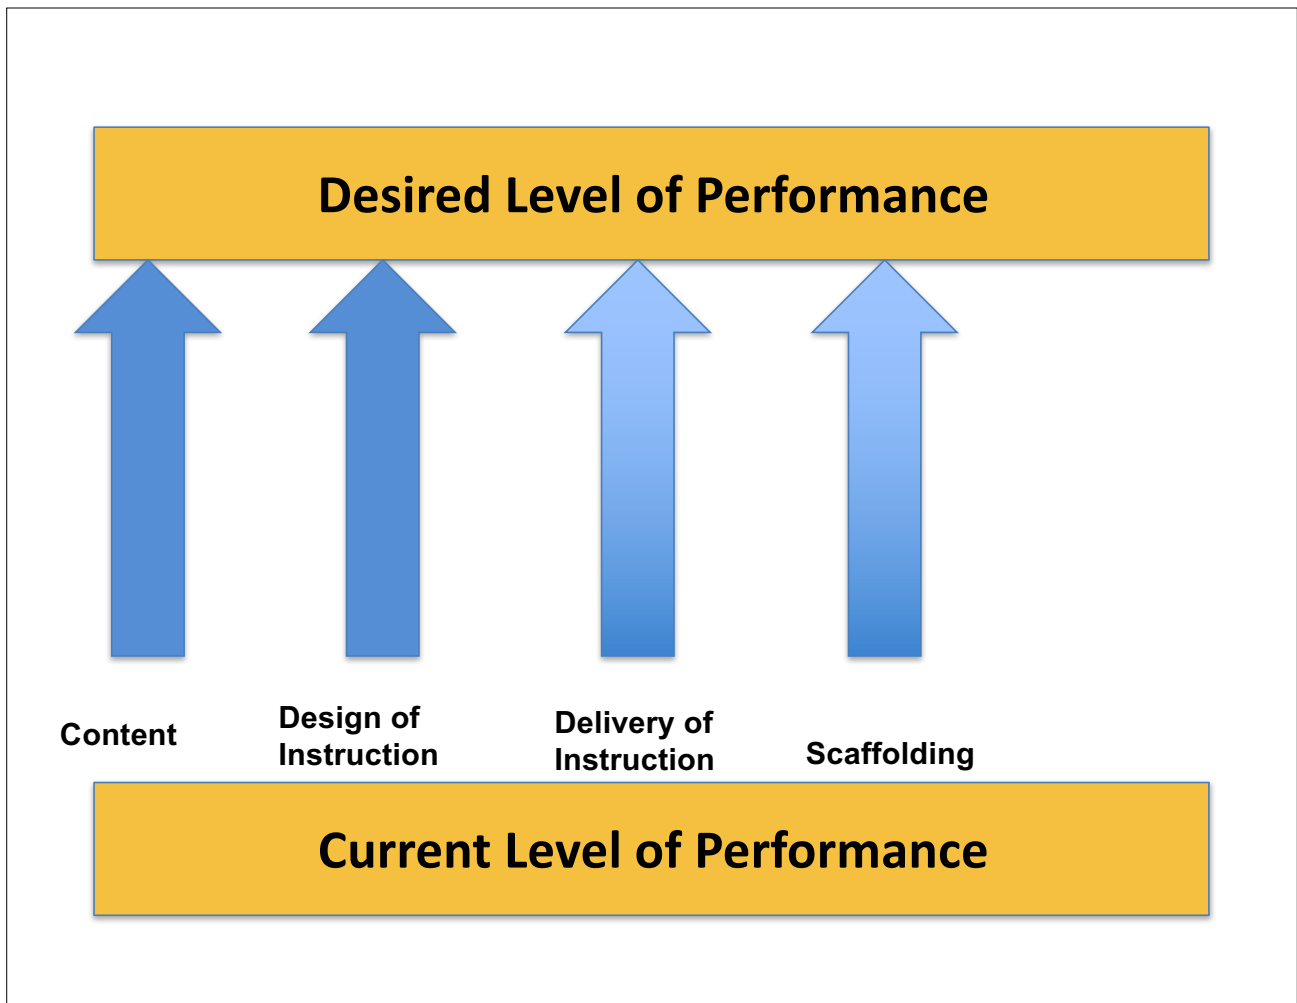 Desired Level of Performance
Content
Design of
Instruction
Delivery of
Instruction
Scaffolding
Current Level of Performance